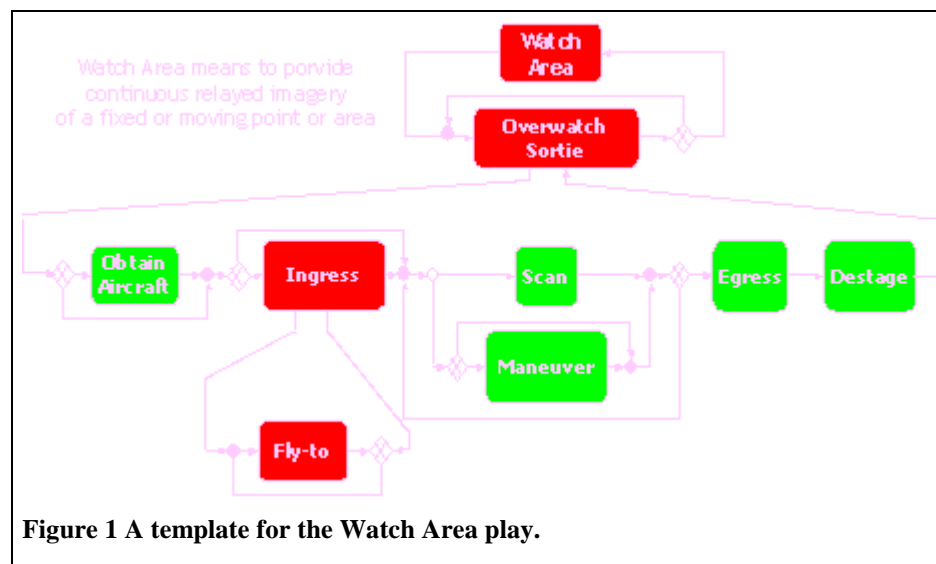 Watch Area means to porvide
continuous relayed imagery
of a fixed or moving point or area
Watch
Area
Overwatch
Sortie
Obtain
Aircraft
Ingress
Scan
Egress
Destage
Maneuver
Fly-to
Figure 1 A template for the Watch Area play.